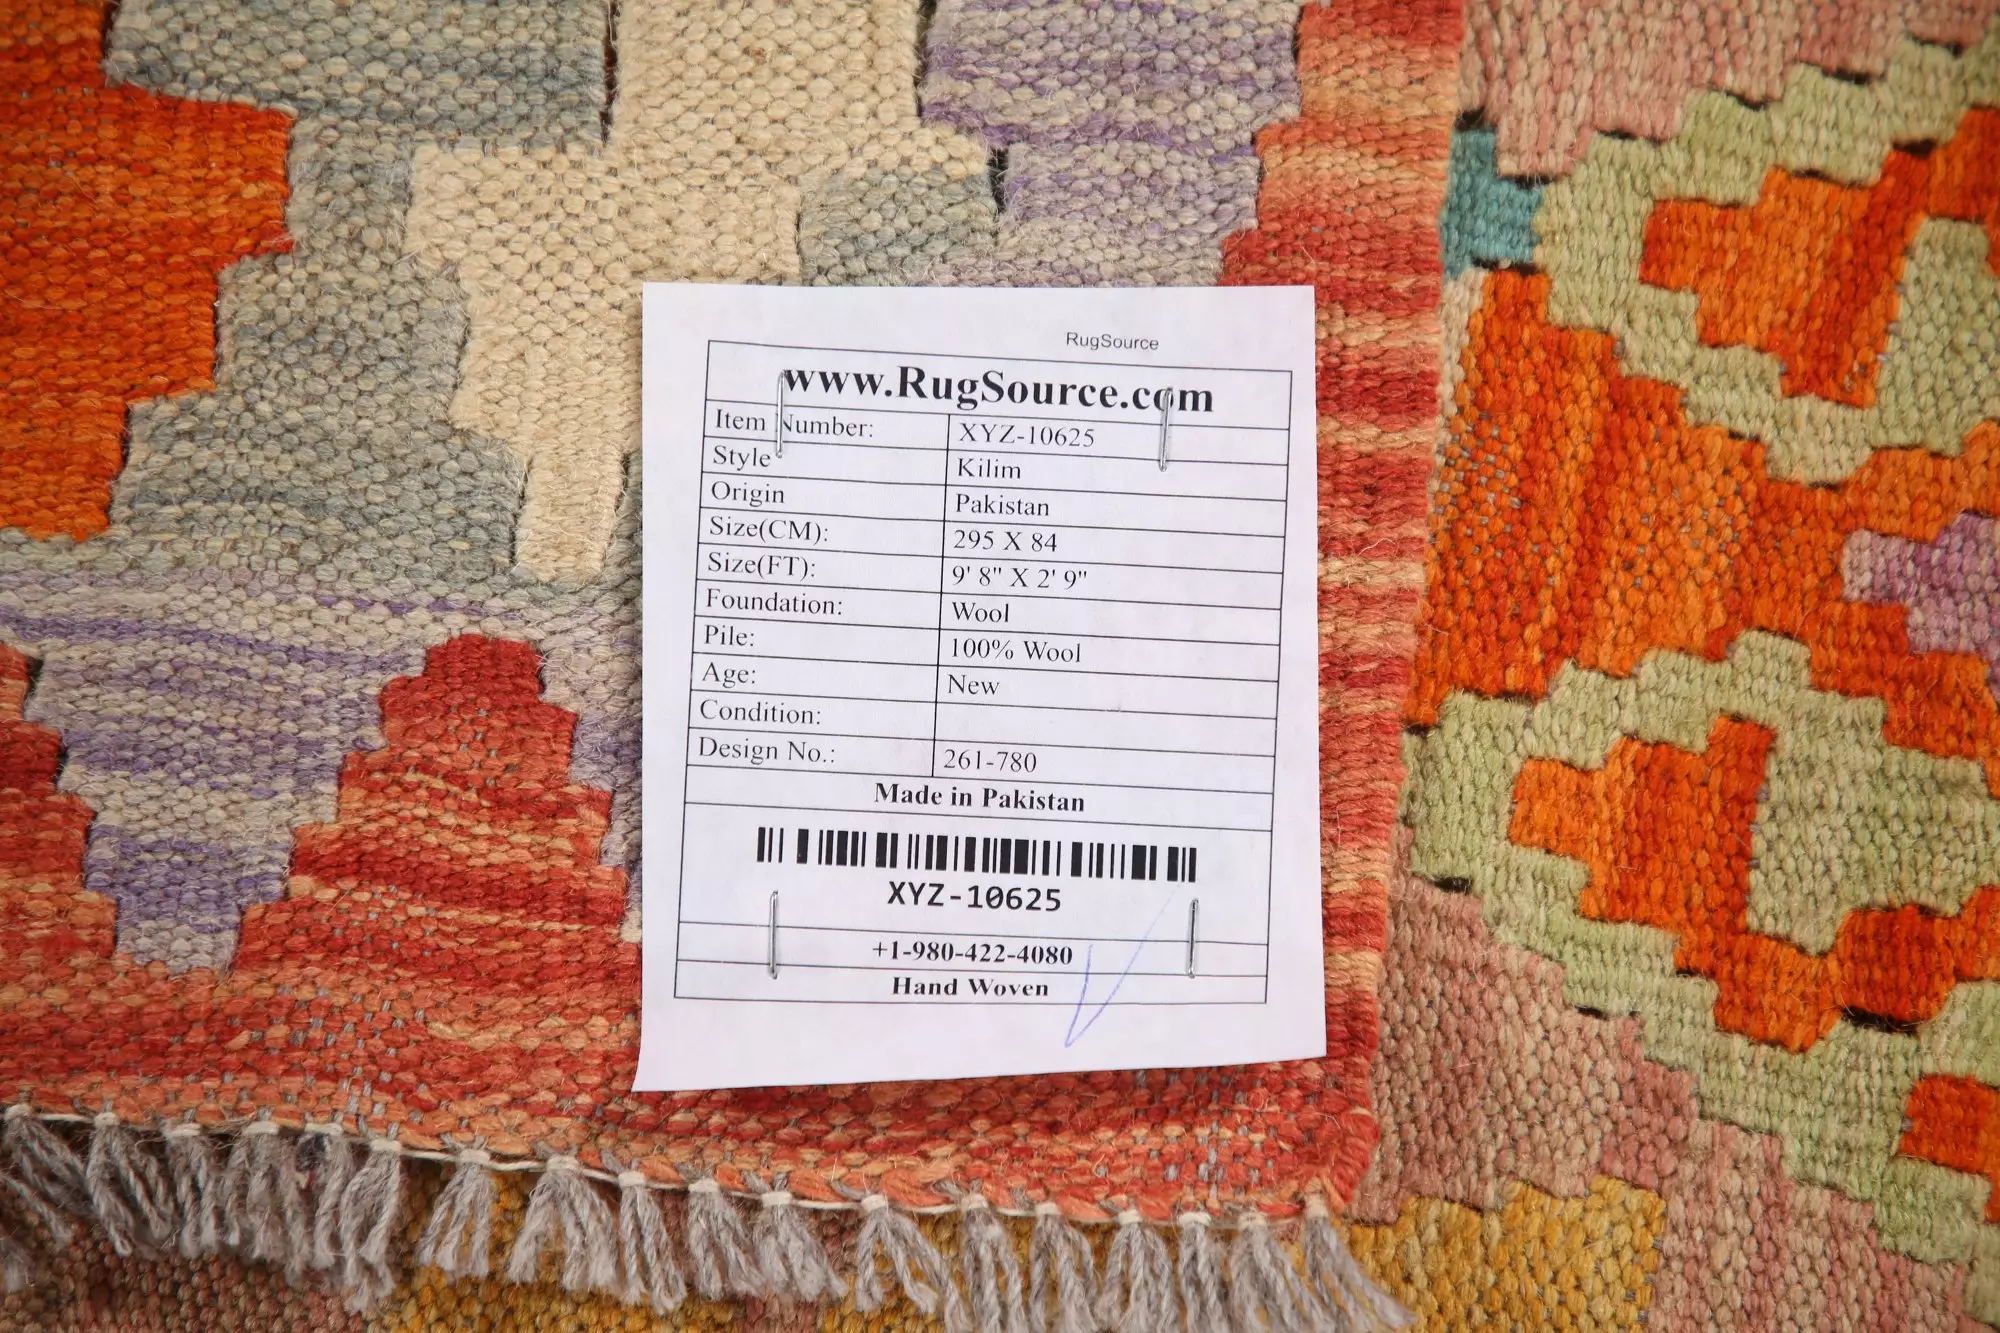 RugSource
www.RugSource.com
Item Number: XYZ-10625
Style Kilim
Origin Pakistan
Size(CM): 295 X 84
Size(FT): 9' 8" X 2' 9"
Foundation: Wool
Pile: 100% Wool
Age: New
Condition:
Design No.: 261-780
Made in Pakistan
XYZ-10625
+1-980-422-4080
Hand Woven